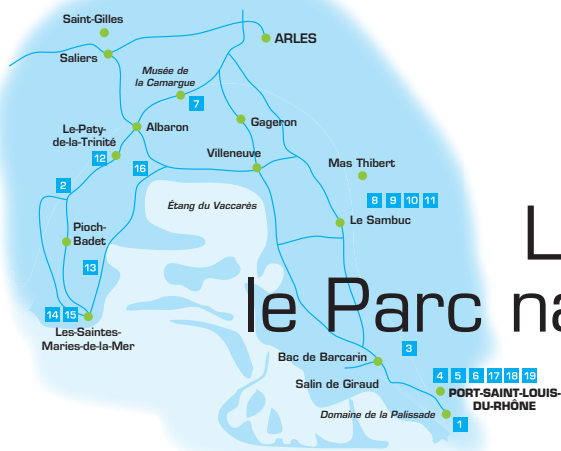 Saint-Gilles
ARLES
Saliers
Musée de
la Camargue
7
Gageron
Albaron
Le-Paty-
de-la-Trinité
12
16
Villeneuve
Mas Thibert
2
8 9 10 11
Étang du Vaccarès
Le Sambuc
Pioch-
Badet
13
L
le Parc na
14 15
Les-Saintes-
Maries-de-la-Mer
3
Bac de Barcarin
4 5 6 17 18 19
Salin de Giraud
PORT-SAINT-LOUIS-
DU-RHÔNE
Domaine de la Palissade
1